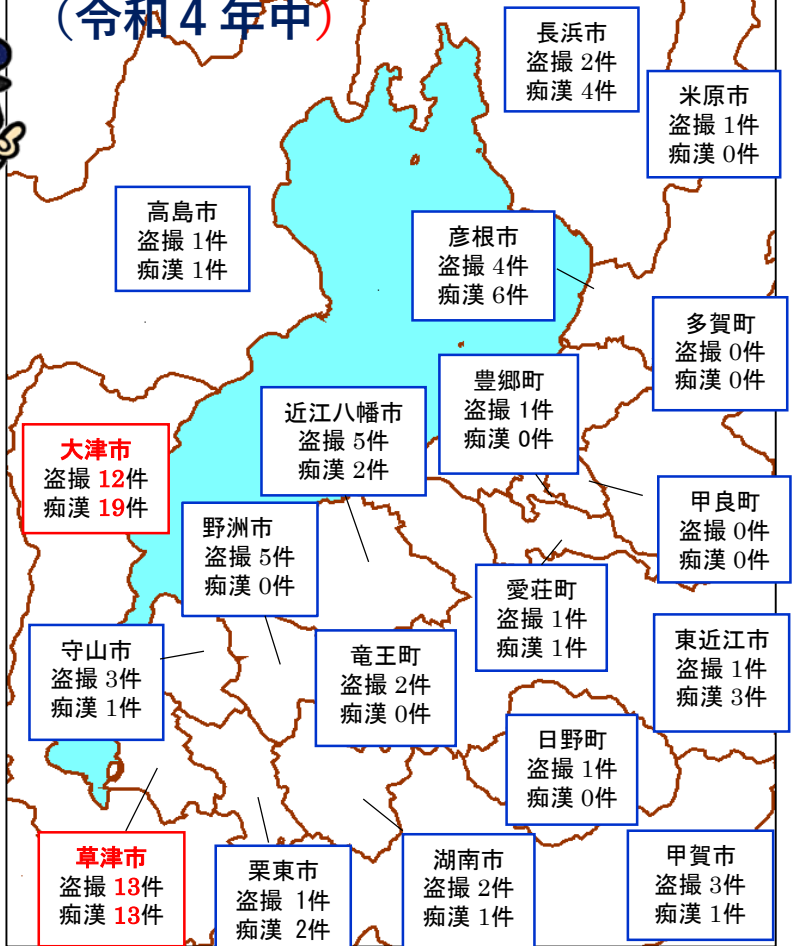 (令和４年中)
長浜市
盗撮 2件
痴漢 4件
米原市
盗撮 1件
痴漢 0件
高島市
盗撮 1件
痴漢 1件
彦根市
盗撮 4件
痴漢 6件
多賀町
盗撮 0件
痴漢 0件
豊郷町
盗撮 1件
痴漢 0件
近江八幡市
盗撮 5件
痴漢 2件
大津市
盗撮 12件
痴漢 19件
甲良町
盗撮 0件
痴漢 0件
野洲市
盗撮 5件
痴漢 0件
愛荘町
盗撮 1件
痴漢 1件
東近江市
盗撮 1件
痴漢 3件
守山市
盗撮 3件
痴漢 1件
竜王町
盗撮 2件
痴漢 0件
日野町
盗撮 1件
痴漢 0件
草津市
盗撮 13件
痴漢 13件
栗東市
盗撮 1件
痴漢 2件
湖南市
盗撮 2件
痴漢 1件
甲賀市
盗撮 3件
痴漢 1件